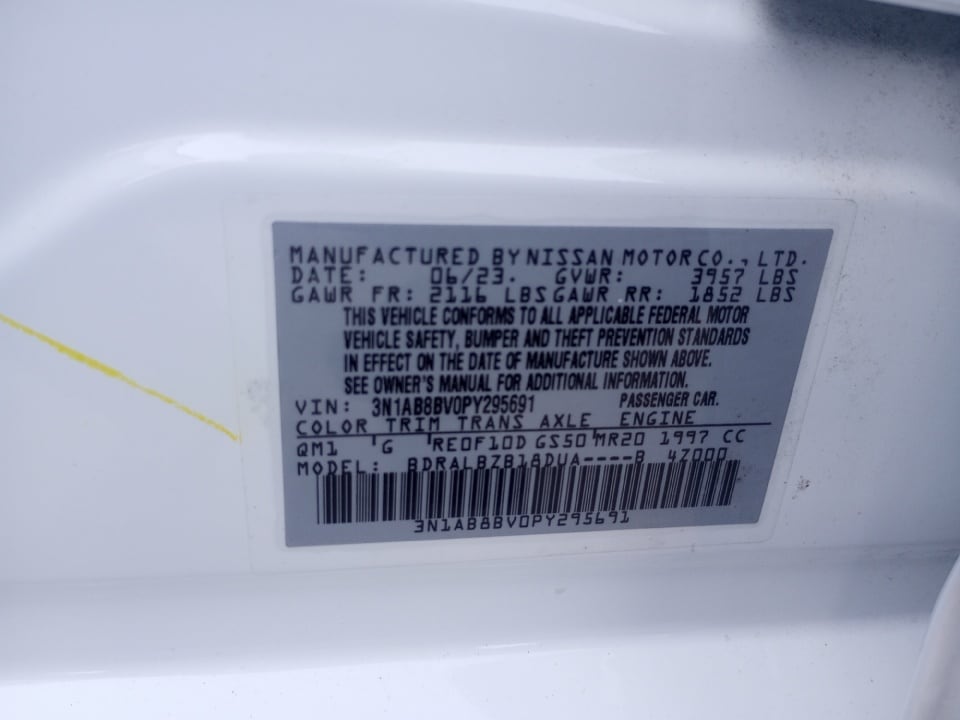 MANUFACTURED BY NISSAN MOTOR CO., LTD.
DATE: 06/23. GVWR: 3957 LBS
GAWR FR: 2116 LBS GAWR RR: 1852 LBS
THIS VEHICLE CONFORMS TO ALL APPLICABLE FEDERAL MOTOR
VEHICLE SAFETY, BUMPER AND THEFT PREVENTION STANDARDS
IN EFFECT ON THE DATE OF MANUFACTURE SHOWN ABOVE.
SEE OWNER'S MANUAL FOR ADDITIONAL INFORMATION.
VIN: 3N1AB8BV0PY295691 PASSENGER CAR.
COLOR TRIM TRANS AXLE ENGINE
QM1 G RE0F10D GS50 MR20 1997 CC
MODEL: BDRALBZB18DUA----B 4Z000
3N1AB8BV0PY295691